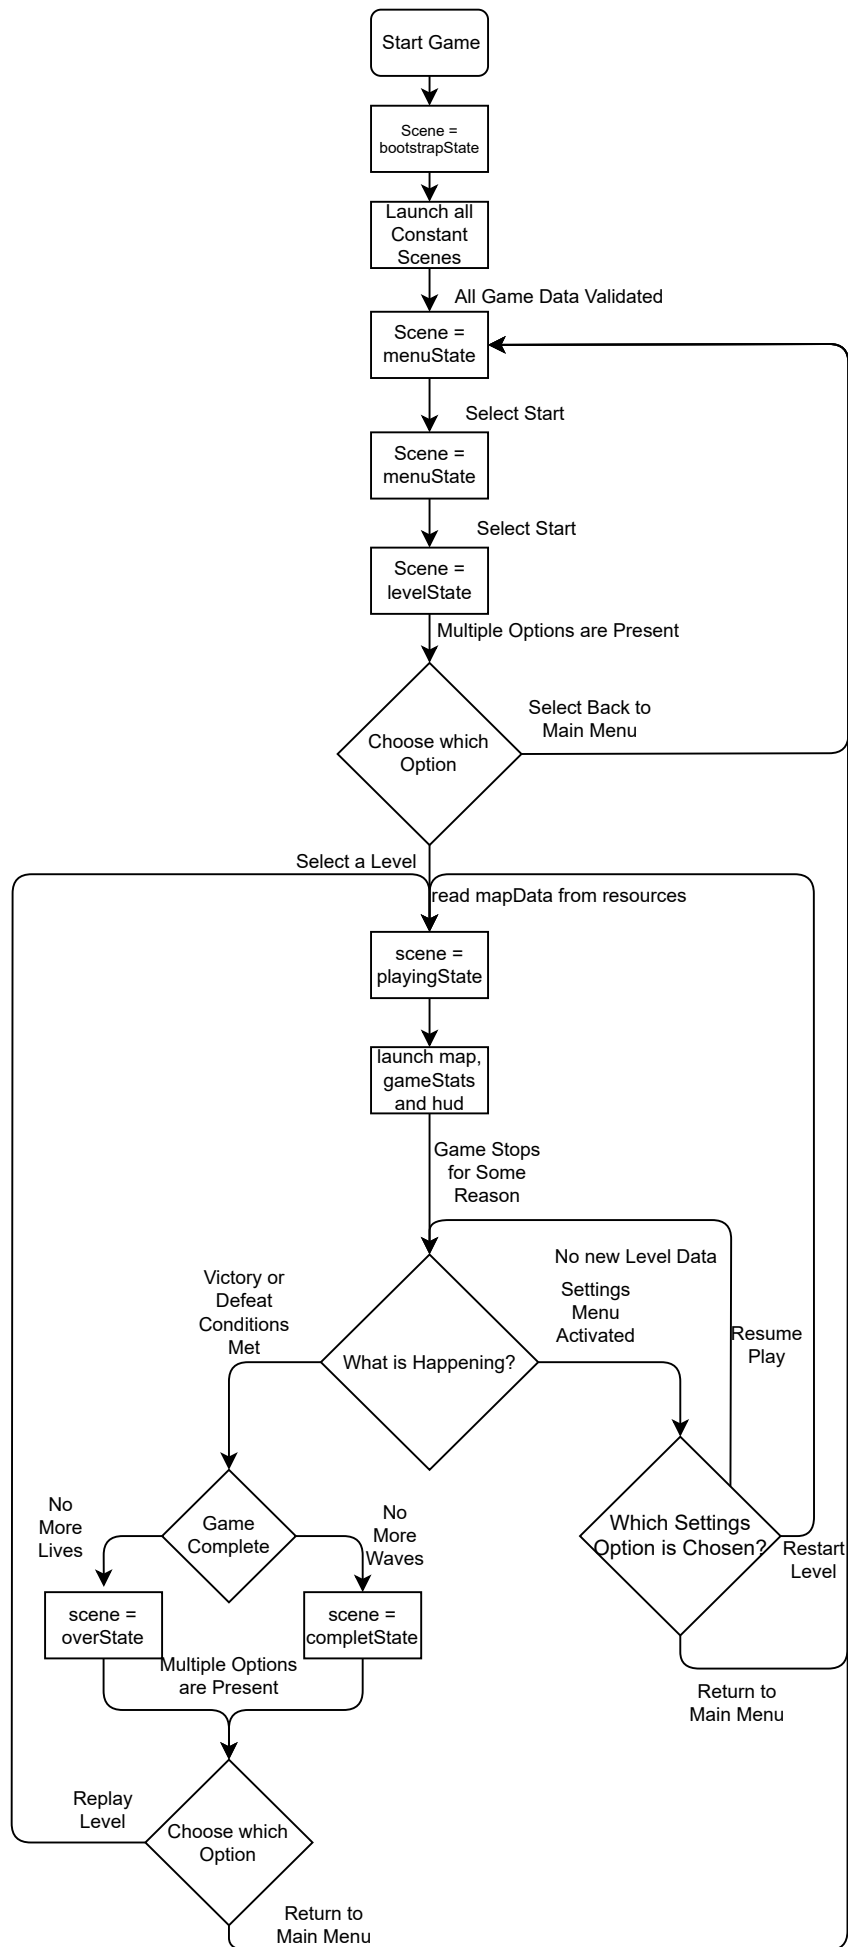 Start Game
Scene =
bootstrapState
Launch all
Constant
Scenes
All Game Data Validated
Scene =
menuState
Select Start
Scene =
menuState
Select Start
Scene =
levelState
Multiple Options are Present
Select Back to
Main Menu
Choose which
Option
Select a Level
read mapData from resources
scene =
playingState
launch map,
gameStats
and hud
Game Stops
for Some
Reason
No new Level Data
Victory or
Defeat
Conditions
Met
Settings
Menu
Activated
Resume
Play
What is Happening?
No
More
Lives
Game
Complete
No
More
Waves
Which Settings
Option is Chosen?
Restart
Level
scene =
overState
scene =
completState
Multiple Options
are Present
Return to
Main Menu
Replay
Level
Choose which
Option
Return to
Main Menu